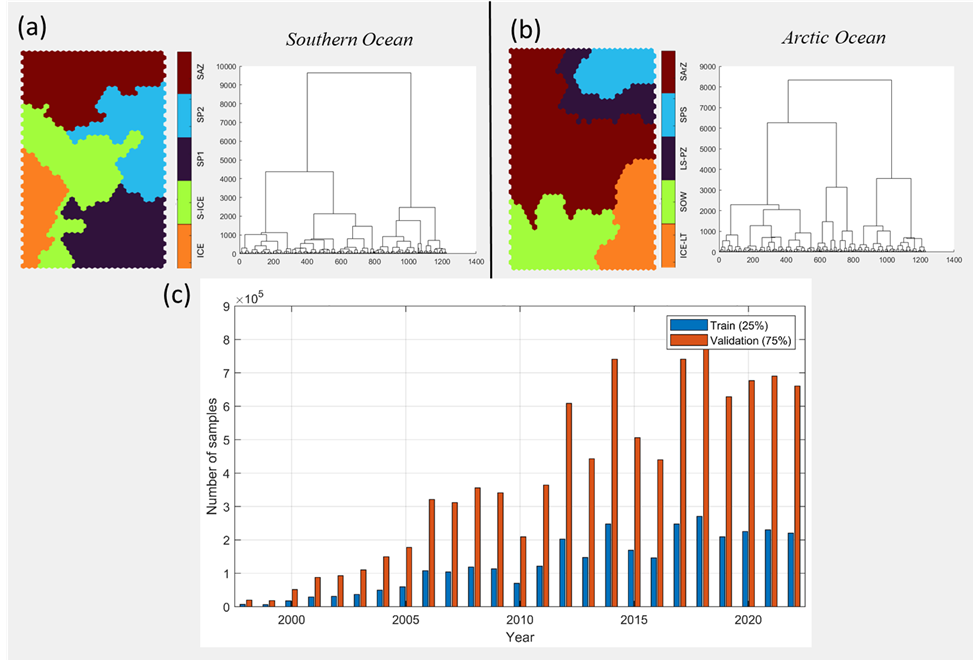 (a)
Southern Ocean
SAZ
SP2
SP1
S-ICE
ICE
10000
9000
8000
7000
6000
5000
4000
3000
2000
1000
0
0 200 400 600 800 1000 1200 1400
(b)
Arctic Ocean
SArZ
SPS
LS-PZ
SOW
ICE-LT
9000
8000
7000
6000
5000
4000
3000
2000
1000
0
0 200 400 600 800 1000 1200 1400
(c)
×10⁵
9
8
7
6
5
4
3
2
1
0
Number of samples
Train (25%)
Validation (75%)
2000 2005 2010 2015 2020
Year